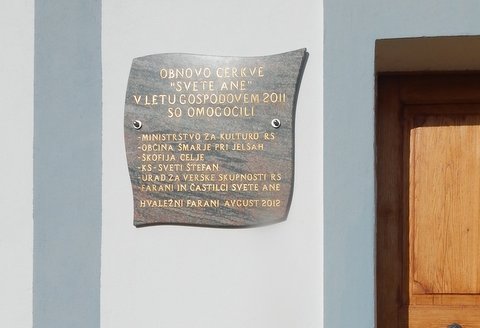 OBNOVO CERKVE
"SVETE ANE"
V LETU GOSPODOVEM 2011
SO OMOGOČILI
-MINISTRSTVO ZA KULTURO RS
-OBČINA ŠMARJE PRI JELŠAH
-ŠKOFIJA CELJE
-KS-SVETI ŠTEFAN
-URAD ZA VERSKE SKUPNOSTI RS
-FARANI IN ČASTILCI SVETE ANE
HVALEŽNI FARANI AVGUST 2012